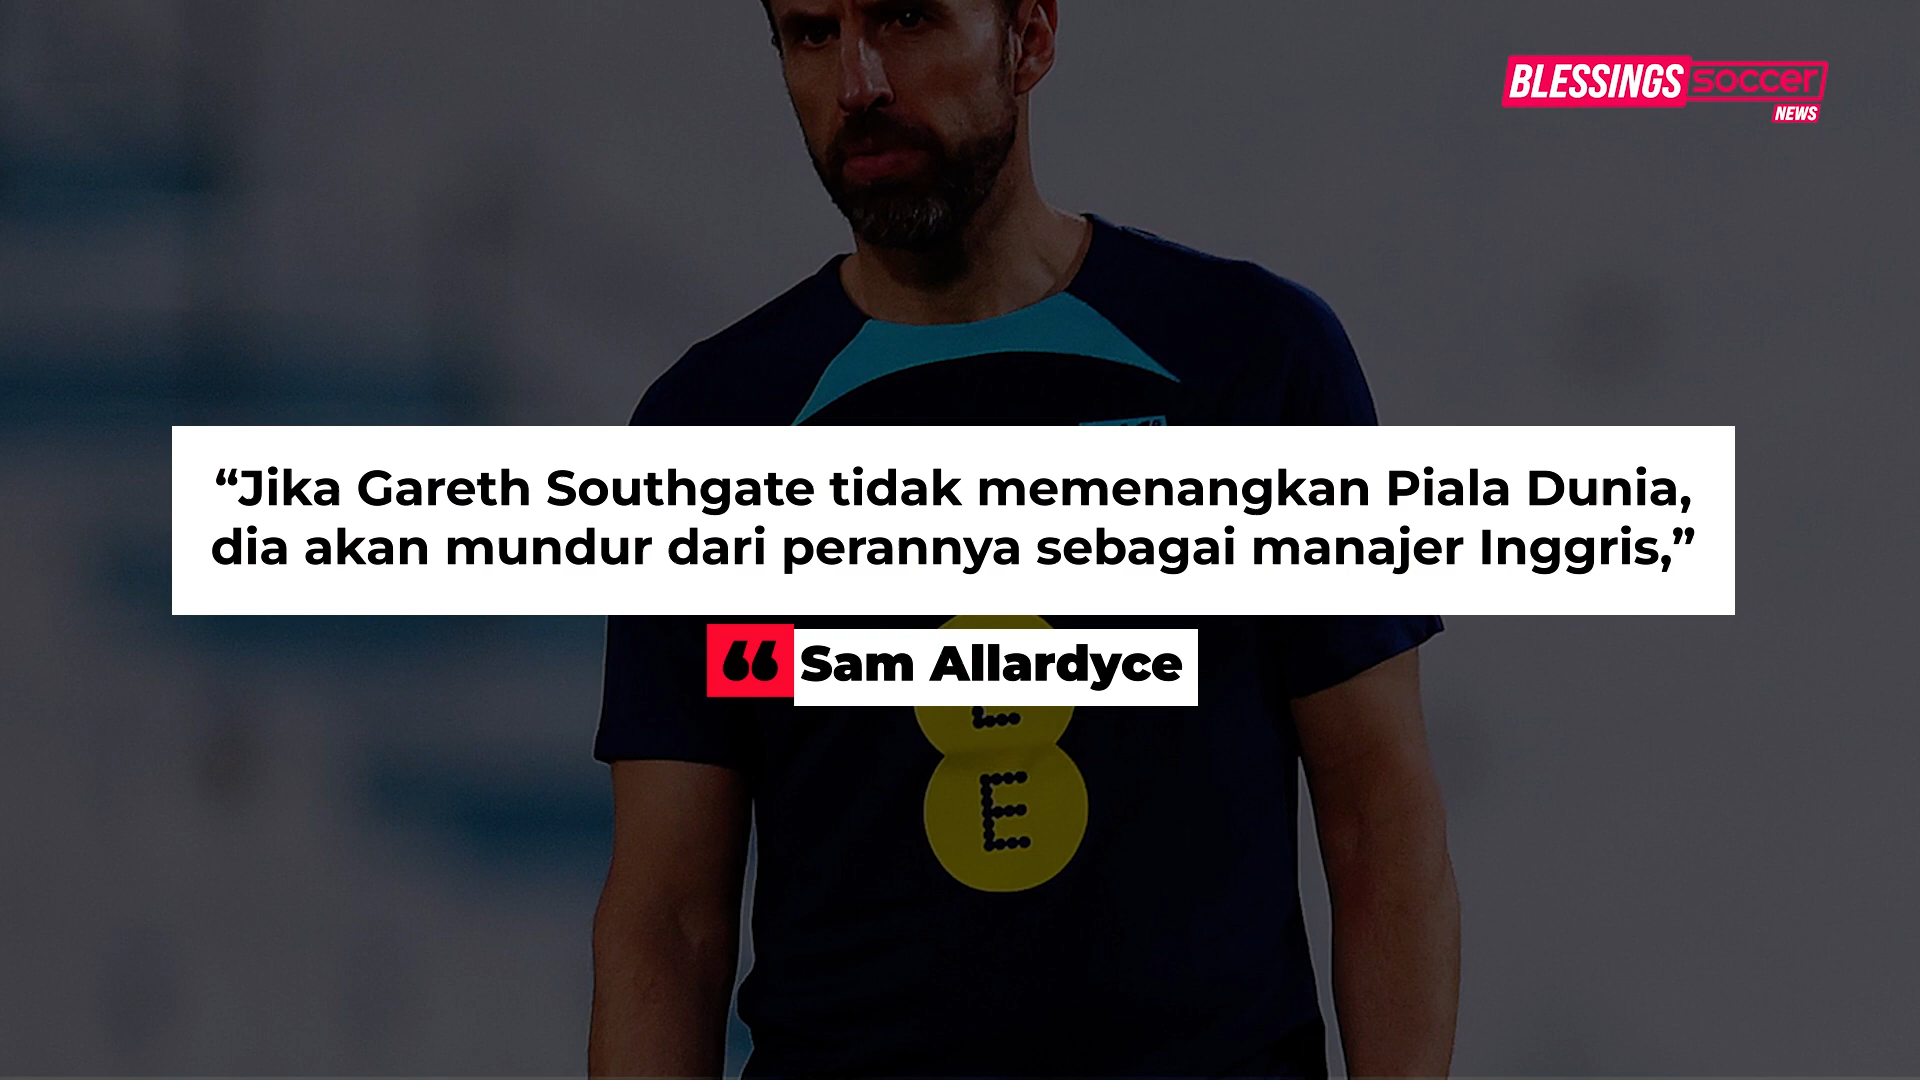 BLESSINGS soccer
NEWS
“Jika Gareth Southgate tidak memenangkan Piala Dunia,
dia akan mundur dari perannya sebagai manajer Inggris,”
Sam Allardyce
E